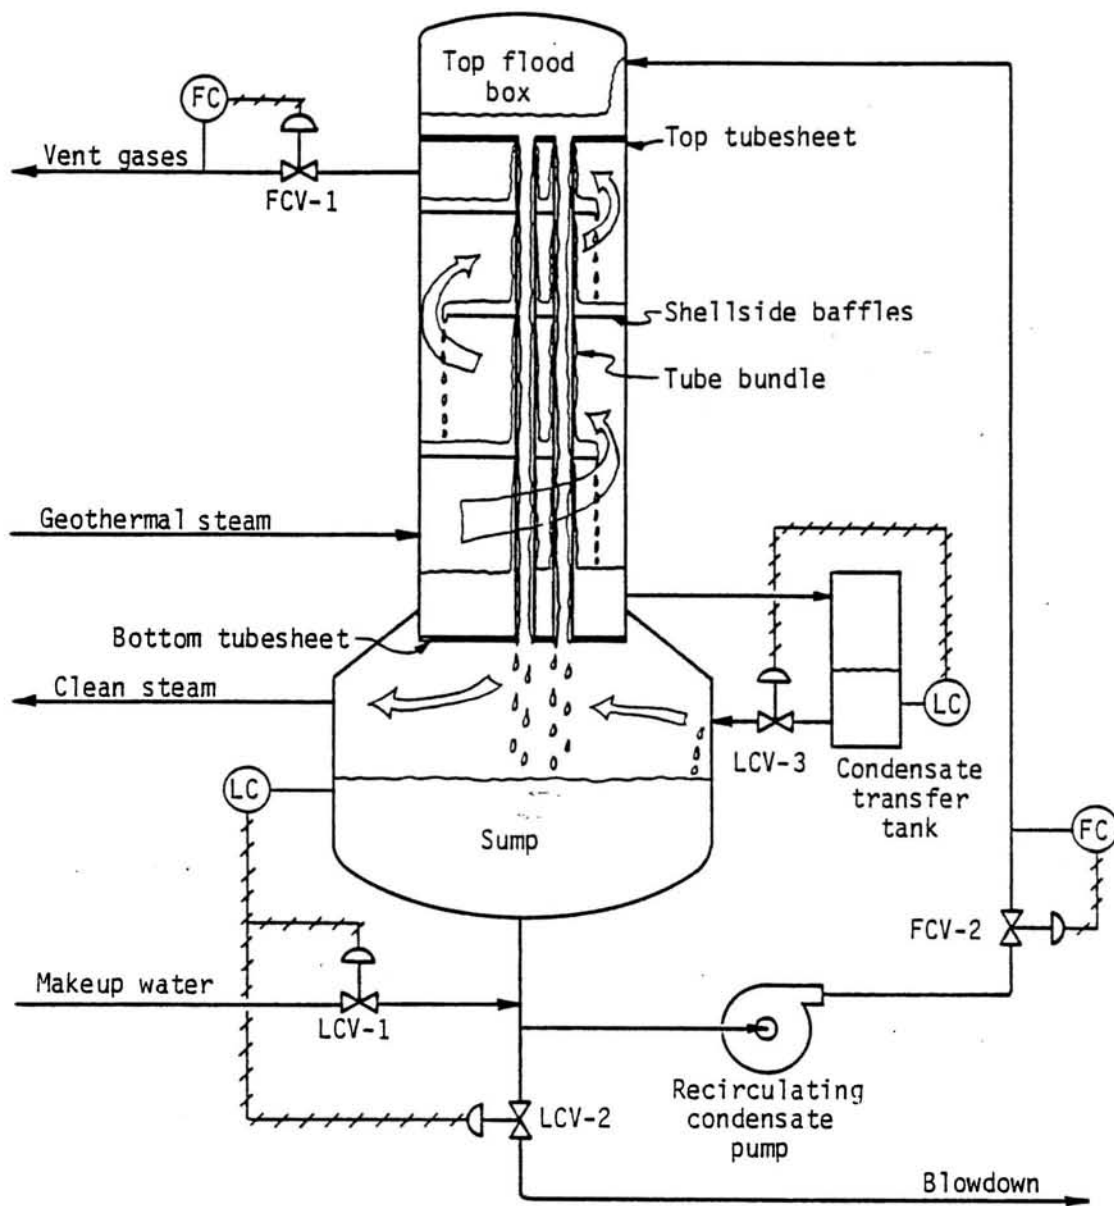 Top flood
box
FC
Top tubesheet
Vent gases
FCV-1
Shellside baffles
Tube bundle
Geothermal steam
Bottom tubesheet
Clean steam
LC
LCV-3
Condensate
transfer
tank
LC
FC
Sump
FCV-2
Makeup water
LCV-1
Recirculating
condensate
pump
LCV-2
Blowdown